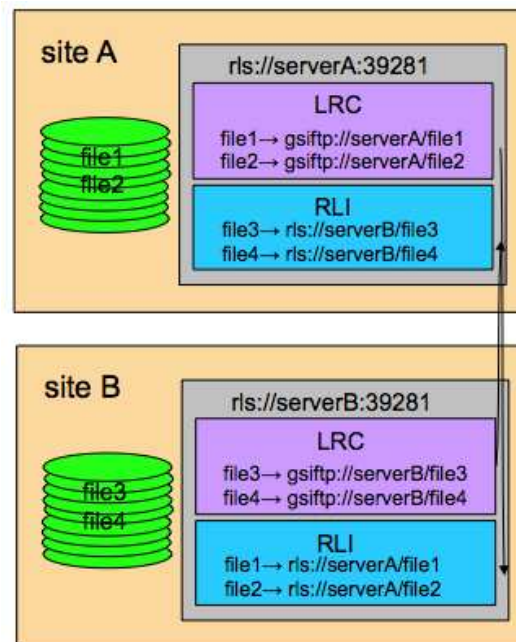 site A
rls://serverA:39281
LRC
file1→ gsiftp://serverA/file1
file2→ gsiftp://serverA/file2
file1
file2
RLI
file3→ rls://serverB/file3
file4→ rls://serverB/file4
site B
rls://serverB:39281
LRC
file3→ gsiftp://serverB/file3
file4→ gsiftp://serverB/file4
file3
file4
RLI
file1→ rls://serverA/file1
file2→ rls://serverA/file2